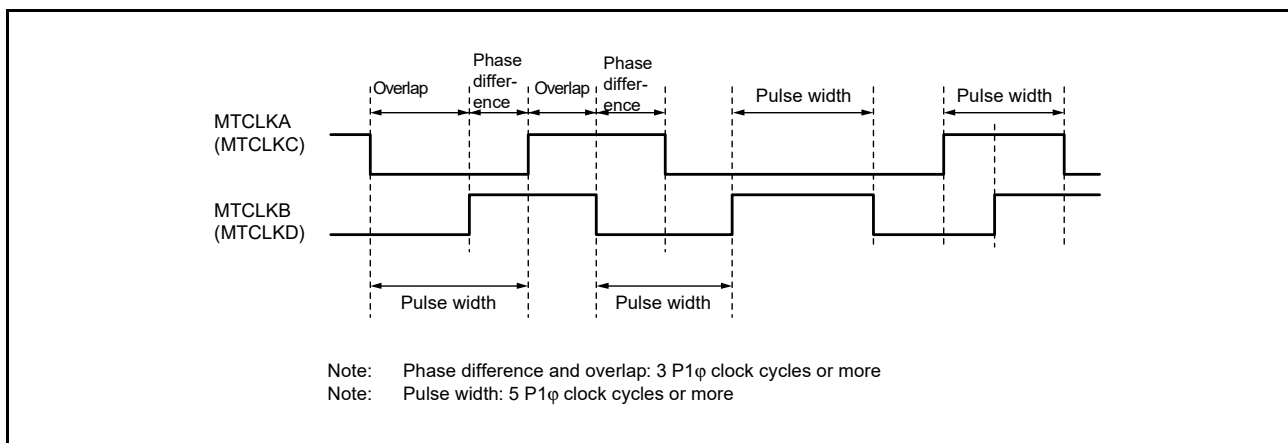 Phase
differ-
ence
Phase
differ-
ence
Overlap
Overlap
Pulse width
Pulse width
MTCLKA
(MTCLKC)
MTCLKB
(MTCLKD)
Pulse width
Pulse width
Note: Phase difference and overlap: 3 P1φ clock cycles or more
Note: Pulse width: 5 P1φ clock cycles or more